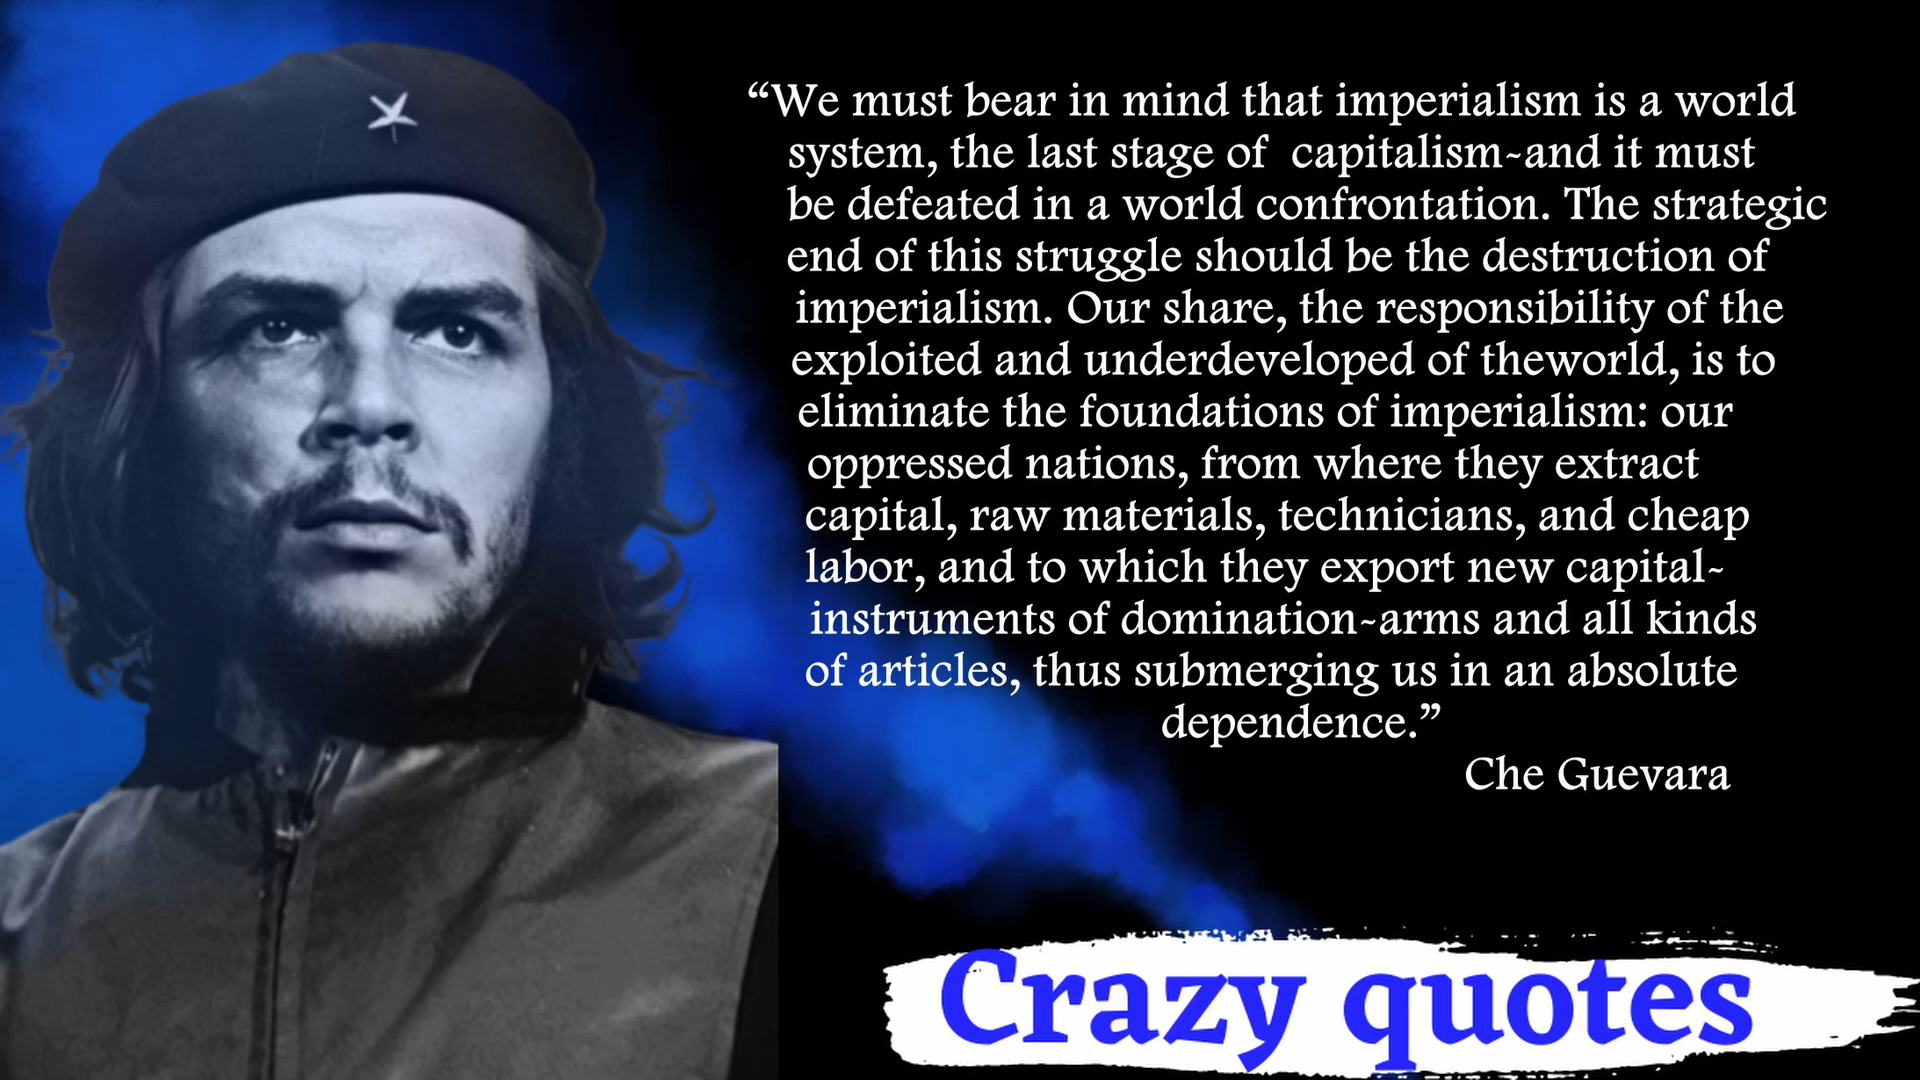 “We must bear in mind that imperialism is a world
system, the last stage of capitalism-and it must
be defeated in a world confrontation. The strategic
end of this struggle should be the destruction of
imperialism. Our share, the responsibility of the
exploited and underdeveloped of theworld, is to
eliminate the foundations of imperialism: our
oppressed nations, from where they extract
capital, raw materials, technicians, and cheap
labor, and to which they export new capital-
instruments of domination-arms and all kinds
of articles, thus submerging us in an absolute
dependence.”
Che Guevara
Crazy quotes